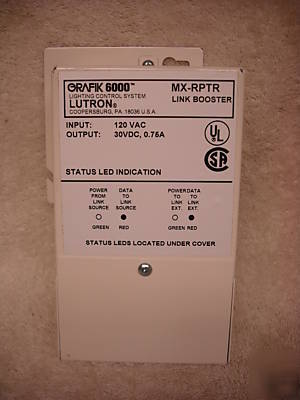 GRAFIK 6000™
LIGHTING CONTROL SYSTEM
LUTRON®
COOPERSBURG, PA. 18036 U.S.A.
MX-RPTR
LINK BOOSTER
INPUT: 120 VAC
OUTPUT: 30VDC, 0.75A
UL
SA
STATUS LED INDICATION
POWER FROM LINK SOURCE
DATA TO LINK SOURCE
POWER TO LINK EXT.
DATA TO LINK EXT.
GREEN RED
GREEN RED
STATUS LEDS LOCATED UNDER COVER